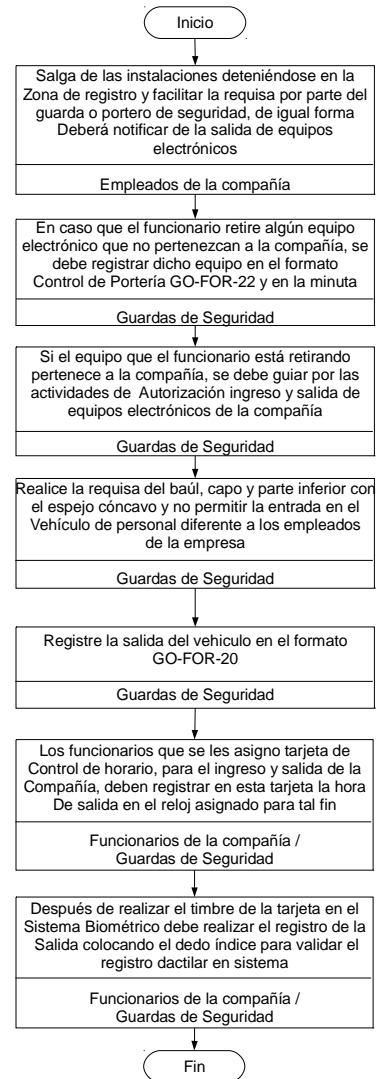 Inicio
Salga de las instalaciones deteniéndose en la
Zona de registro y facilitar la requisa por parte del
guarda o portero de seguridad, de igual forma
Deberá notificar de la salida de equipos
electrónicos
Empleados de la compañía
En caso que el funcionario retire algún equipo
electrónico que no pertenezcan a la compañía, se
debe registrar dicho equipo en el formato
Control de Portería GO-FOR-22 y en la minuta
Guardas de Seguridad
Si el equipo que el funcionario está retirando
pertenece a la compañía, se debe guiar por las
actividades de Autorización ingreso y salida de
equipos electrónicos de la compañía
Guardas de Seguridad
Realice la requisa del baúl, capo y parte inferior con
el espejo cóncavo y no permitir la entrada en el
Vehículo de personal diferente a los empleados
de la empresa
Guardas de Seguridad
Registre la salida del vehiculo en el formato
GO-FOR-20
Guardas de Seguridad
Los funcionarios que se les asigno tarjeta de
Control de horario, para el ingreso y salida de la
Compañía, deben registrar en esta tarjeta la hora
De salida en el reloj asignado para tal fin
Funcionarios de la compañía /
Guardas de Seguridad
Después de realizar el timbre de la tarjeta en el
Sistema Biométrico debe realizar el registro de la
Salida colocando el dedo índice para validar el
registro dactilar en sistema
Funcionarios de la compañía /
Guardas de Seguridad
Fin